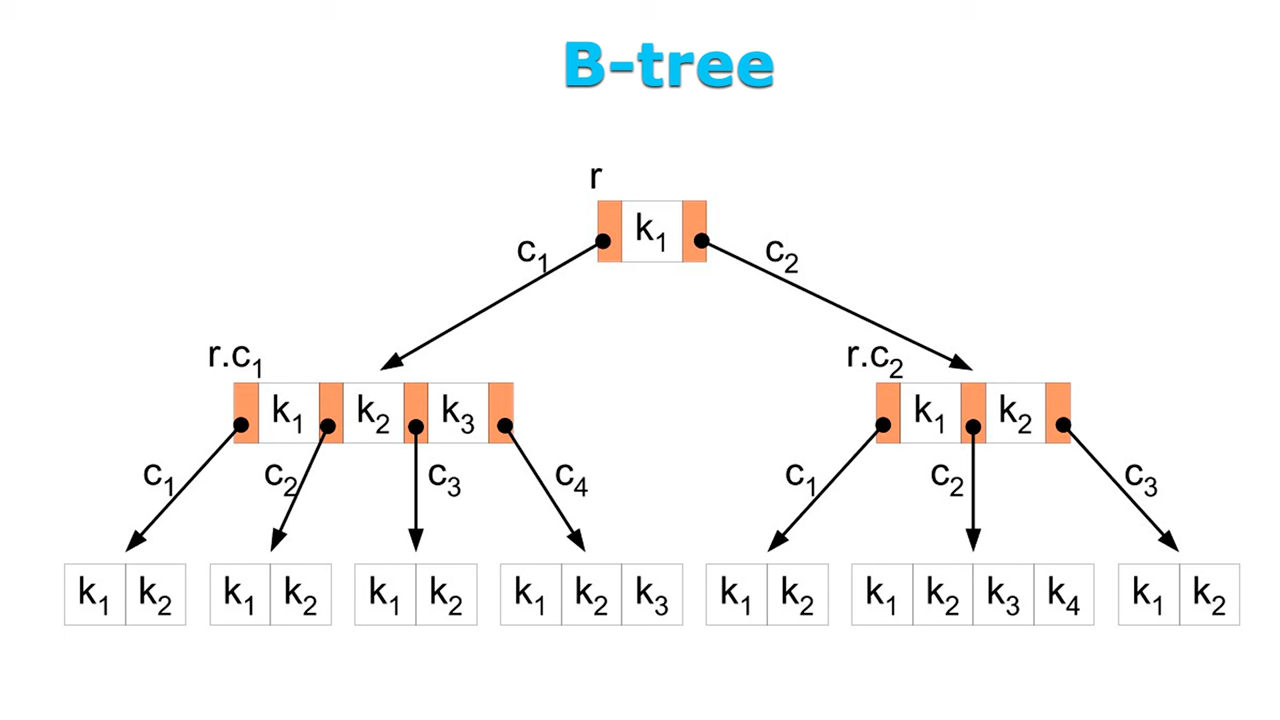 B-tree
r
k₁
c₁ c₂
r.c₁ r.c₂
k₁ k₂ k₃ k₁ k₂
c₁ c₂ c₃ c₄ c₁ c₂ c₃
k₁ k₂ k₁ k₂ k₁ k₂ k₁ k₂ k₃ k₁ k₂ k₁ k₂ k₃ k₄ k₁ k₂